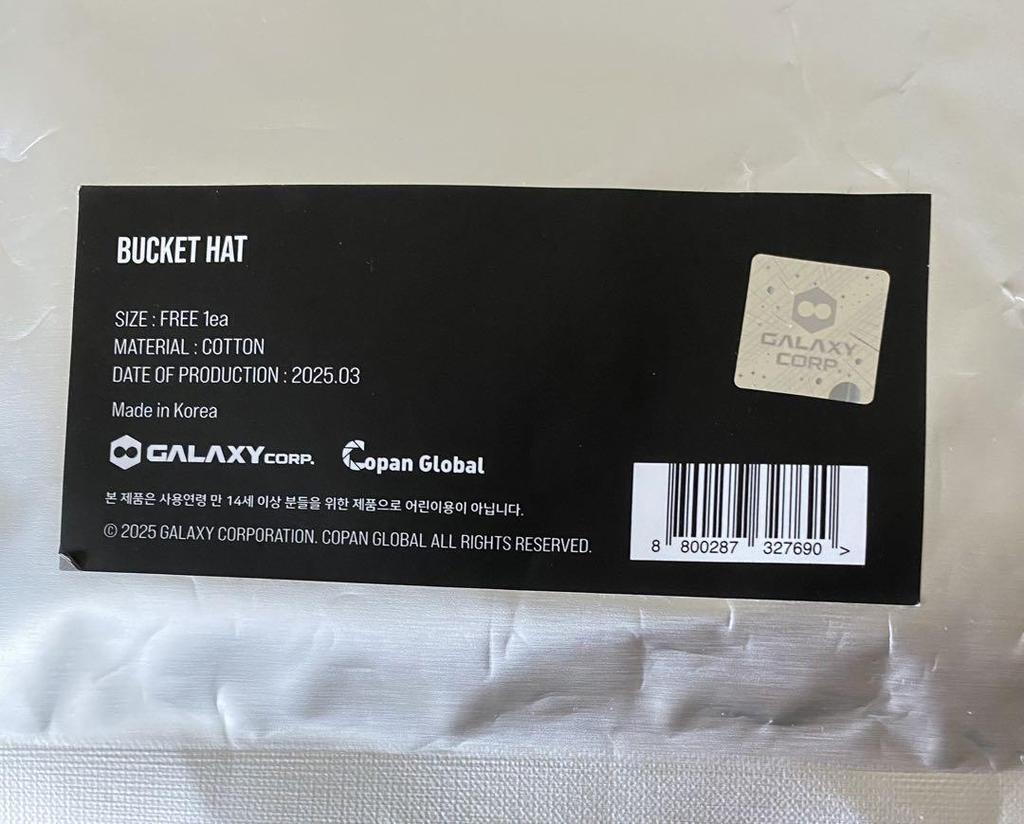 BUCKET HAT
SIZE : FREE 1ea
MATERIAL : COTTON
DATE OF PRODUCTION : 2025.03
Made in Korea
GALAXY CORP. Copan Global
본 제품은 사용연령 만 14세 이상 분들을 위한 제품으로 어린이용이 아닙니다.
© 2025 GALAXY CORPORATION. COPAN GLOBAL ALL RIGHTS RESERVED.
GALAXY
CORP.
8 800287 327690 >